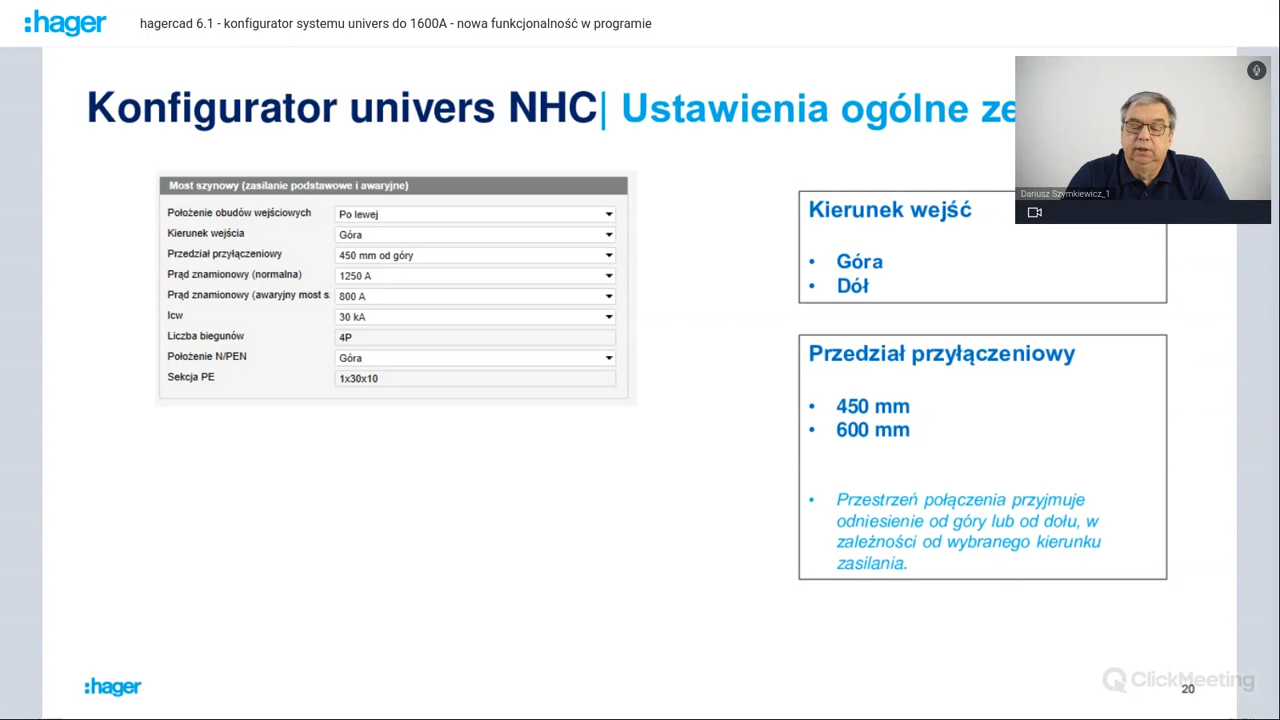 :hager
hagercad 6.1 - konfigurator systemu univers do 1600A - nowa funkcjonalność w programie
Konfigurator univers NHC| Ustawienia ogólne ze
Dariusz Szymkiewicz_1
Most szynowy (zasilanie podstawowe i awaryjne)
Położenie obudów wejściowych Po lewej
Kierunek wejścia Góra
Przedział przyłączeniowy 450 mm od góry
Prąd znamionowy (normalna) 1250 A
Prąd znamionowy (awaryjny most s: 800 A
Icw 30 kA
Liczba biegunów 4P
Położenie N/PEN Góra
Sekcja PE 1x30x10
Kierunek wejść
• Góra
• Dół
Przedział przyłączeniowy
• 450 mm
• 600 mm
• Przestrzeń połączenia przyjmuje
odniesienie od góry lub od dołu, w
zależności od wybranego kierunku
zasilania.
:hager
ClickMeeting
20